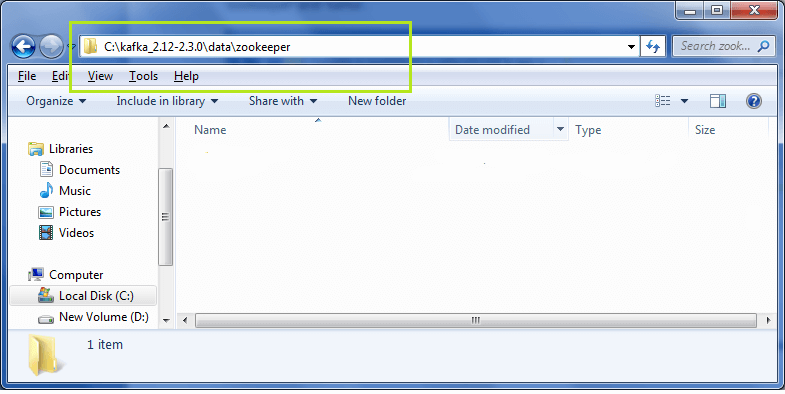 C:\kafka_2.12-2.3.0\data\zookeeper
Search zook...
File Edit View Tools Help
Organize Include in library Share with New folder
Name Date modified Type Size
Libraries
Documents
Music
Pictures
Videos
Computer
Local Disk (C:)
New Volume (D:)
1 item